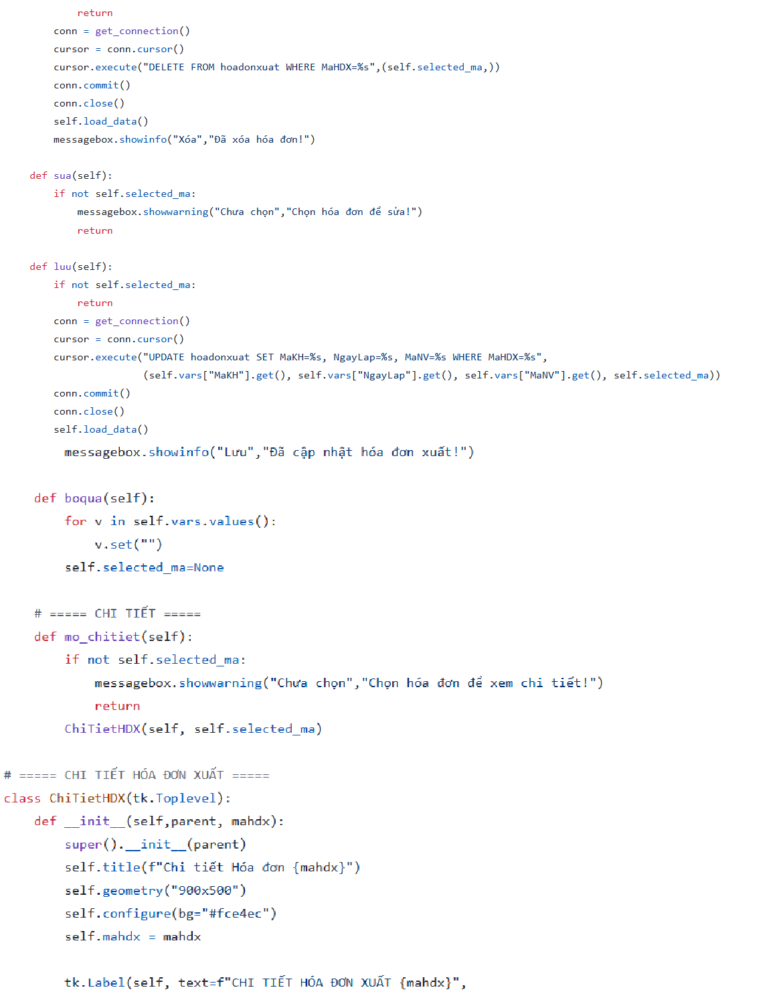 return
        conn = get_connection()
        cursor = conn.cursor()
        cursor.execute("DELETE FROM hoadonxuat WHERE MaHDX=%s",(self.selected_ma,))
        conn.commit()
        conn.close()
        self.load_data()
        messagebox.showinfo("Xóa","Đã xóa hóa đơn!")

    def sua(self):
        if not self.selected_ma:
            messagebox.showwarning("Chưa chọn","Chọn hóa đơn để sửa!")
            return

    def luu(self):
        if not self.selected_ma:
            return
        conn = get_connection()
        cursor = conn.cursor()
        cursor.execute("UPDATE hoadonxuat SET MaKH=%s, NgayLap=%s, MaNV=%s WHERE MaHDX=%s",
                       (self.vars["MaKH"].get(), self.vars["NgayLap"].get(), self.vars["MaNV"].get(), self.selected_ma))
        conn.commit()
        conn.close()
        self.load_data()
        messagebox.showinfo("Lưu","Đã cập nhật hóa đơn xuất!")

    def boqua(self):
        for v in self.vars.values():
            v.set("")
        self.selected_ma=None

    # ===== CHI TIẾT =====
    def mo_chitiet(self):
        if not self.selected_ma:
            messagebox.showwarning("Chưa chọn","Chọn hóa đơn để xem chi tiết!")
            return
        ChiTietHDX(self, self.selected_ma)

# ===== CHI TIẾT HÓA ĐƠN XUẤT =====
class ChiTietHDX(tk.Toplevel):
    def __init__(self,parent, mahdx):
        super().__init__(parent)
        self.title(f"Chi tiết Hóa đơn {mahdx}")
        self.geometry("900x500")
        self.configure(bg="#fce4ec")
        self.mahdx = mahdx

        tk.Label(self, text=f"CHI TIẾT HÓA ĐƠN XUẤT {mahdx}",